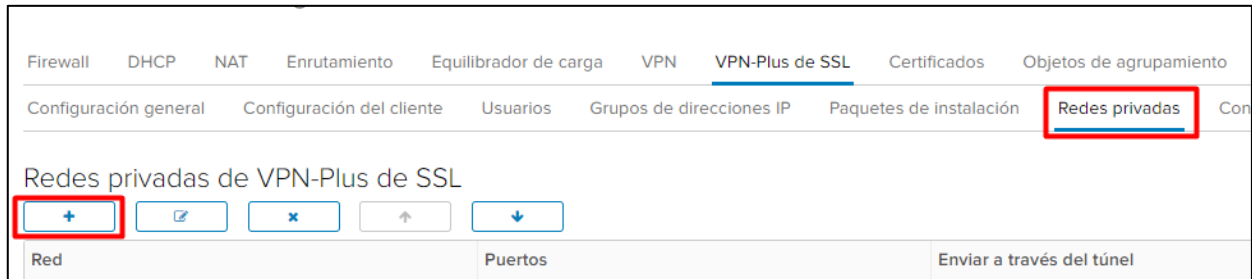 Firewall DHCP NAT Enrutamiento Equilibrador de carga VPN VPN-Plus de SSL Certificados Objetos de agrupamiento
Configuración general Configuración del cliente Usuarios Grupos de direcciones IP Paquetes de instalación Redes privadas Con
Redes privadas de VPN-Plus de SSL
Red Puertos Enviar a través del túnel